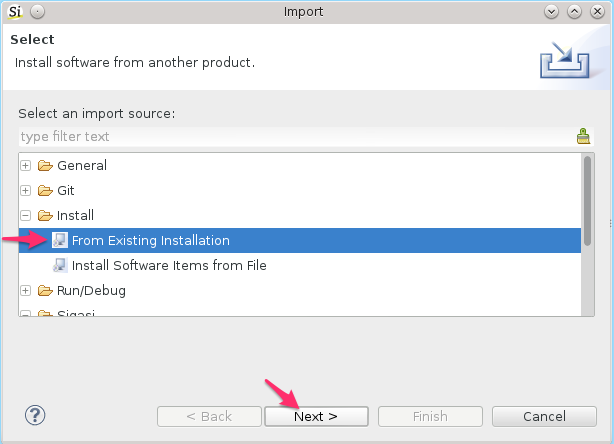 Si
Import
Select
Install software from another product.
Select an import source:
type filter text
General
Git
Install
From Existing Installation
Install Software Items from File
Run/Debug
Sigasi
?
< Back
Next >
Finish
Cancel